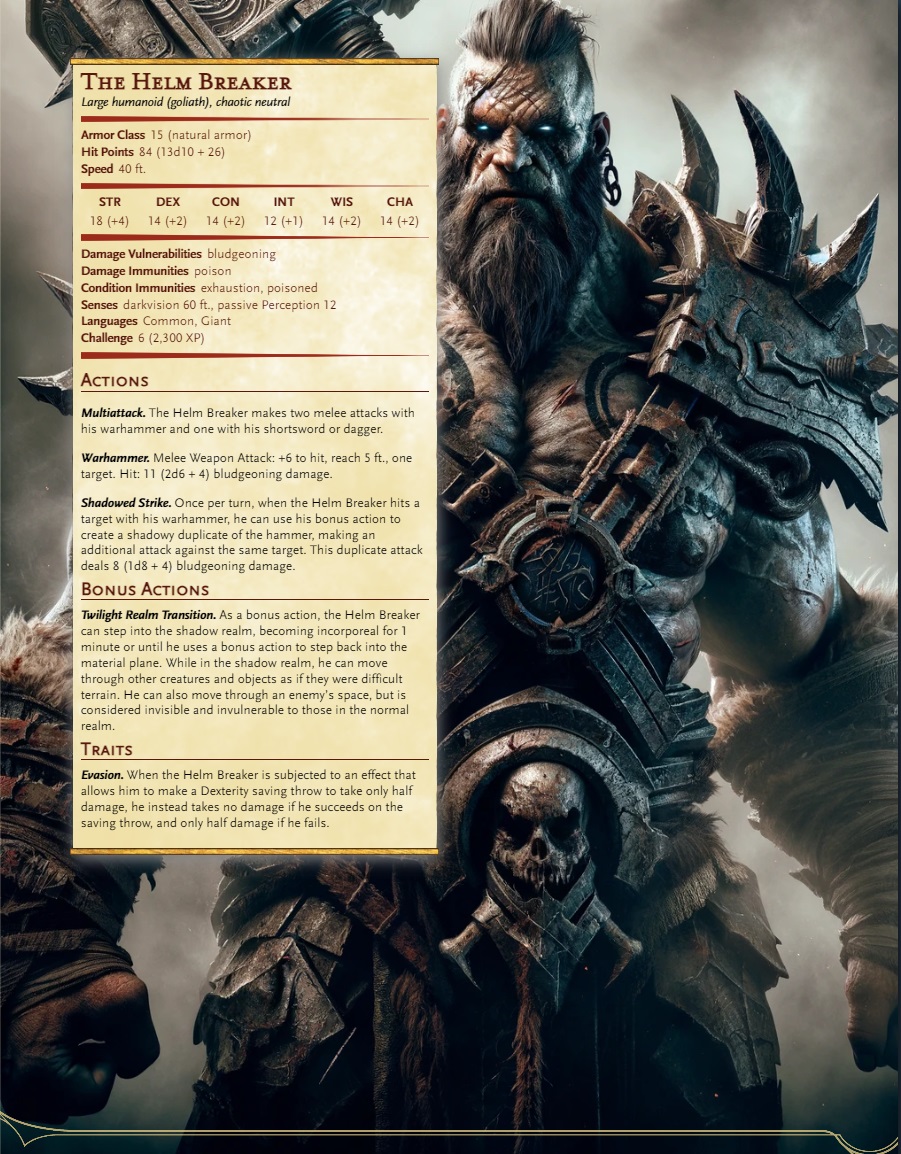 The Helm Breaker
Large humanoid (goliath), chaotic neutral
Armor Class 15 (natural armor)
Hit Points 84 (13d10 + 26)
Speed 40 ft.
STR DEX CON INT WIS CHA
18 (+4) 14 (+2) 14 (+2) 12 (+1) 14 (+2) 14 (+2)
Damage Vulnerabilities bludgeoning
Damage Immunities poison
Condition Immunities exhaustion, poisoned
Senses darkvision 60 ft., passive Perception 12
Languages Common, Giant
Challenge 6 (2,300 XP)
Actions
Multiattack. The Helm Breaker makes two melee attacks with
his warhammer and one with his shortsword or dagger.
Warhammer. Melee Weapon Attack: +6 to hit, reach 5 ft., one
target. Hit: 11 (2d6 + 4) bludgeoning damage.
Shadowed Strike. Once per turn, when the Helm Breaker hits a
target with his warhammer, he can use his bonus action to
create a shadowy duplicate of the hammer, making an
additional attack against the same target. This duplicate attack
deals 8 (1d8 + 4) bludgeoning damage.
Bonus Actions
Twilight Realm Transition. As a bonus action, the Helm Breaker
can step into the shadow realm, becoming incorporeal for 1
minute or until he uses a bonus action to step back into the
material plane. While in the shadow realm, he can move
through other creatures and objects as if they were difficult
terrain. He can also move through an enemy's space, but is
considered invisible and invulnerable to those in the normal
realm.
Traits
Evasion. When the Helm Breaker is subjected to an effect that
allows him to make a Dexterity saving throw to take only half
damage, he instead takes no damage if he succeeds on the
saving throw, and only half damage if he fails.